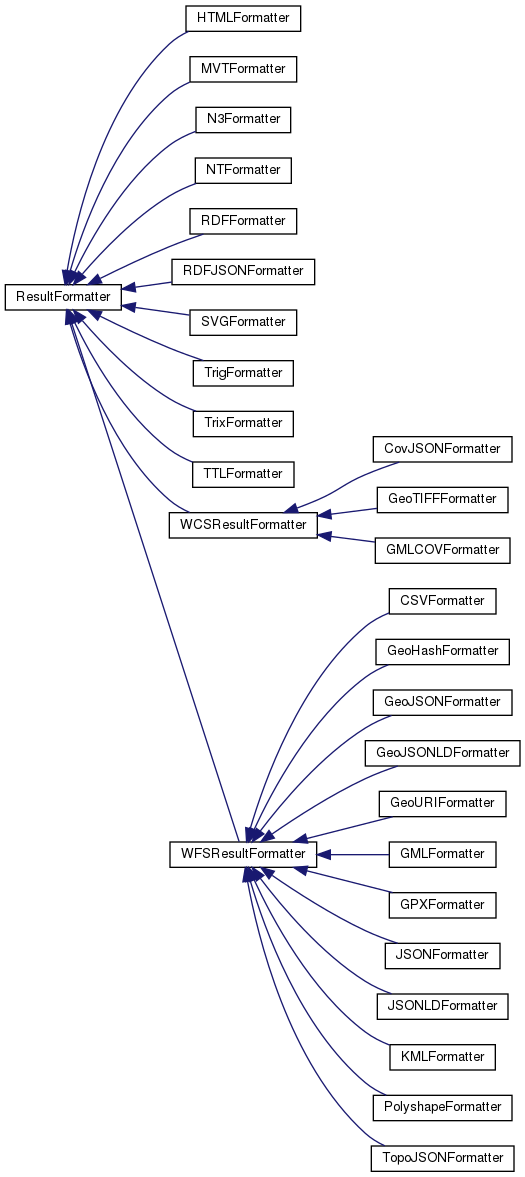 HTMLFormatter
MVTFormatter
N3Formatter
NTFormatter
RDFFormatter
RDFJSONFormatter
ResultFormatter
SVGFormatter
TrigFormatter
TrixFormatter
CovJSONFormatter
TTLFormatter
GeoTIFFFormatter
WCSResultFormatter
GMLCOVFormatter
CSVFormatter
GeoHashFormatter
GeoJSONFormatter
GeoJSONLDFormatter
GeoURIFormatter
WFSResultFormatter
GMLFormatter
GPXFormatter
JSONFormatter
JSONLDFormatter
KMLFormatter
PolyshapeFormatter
TopoJSONFormatter